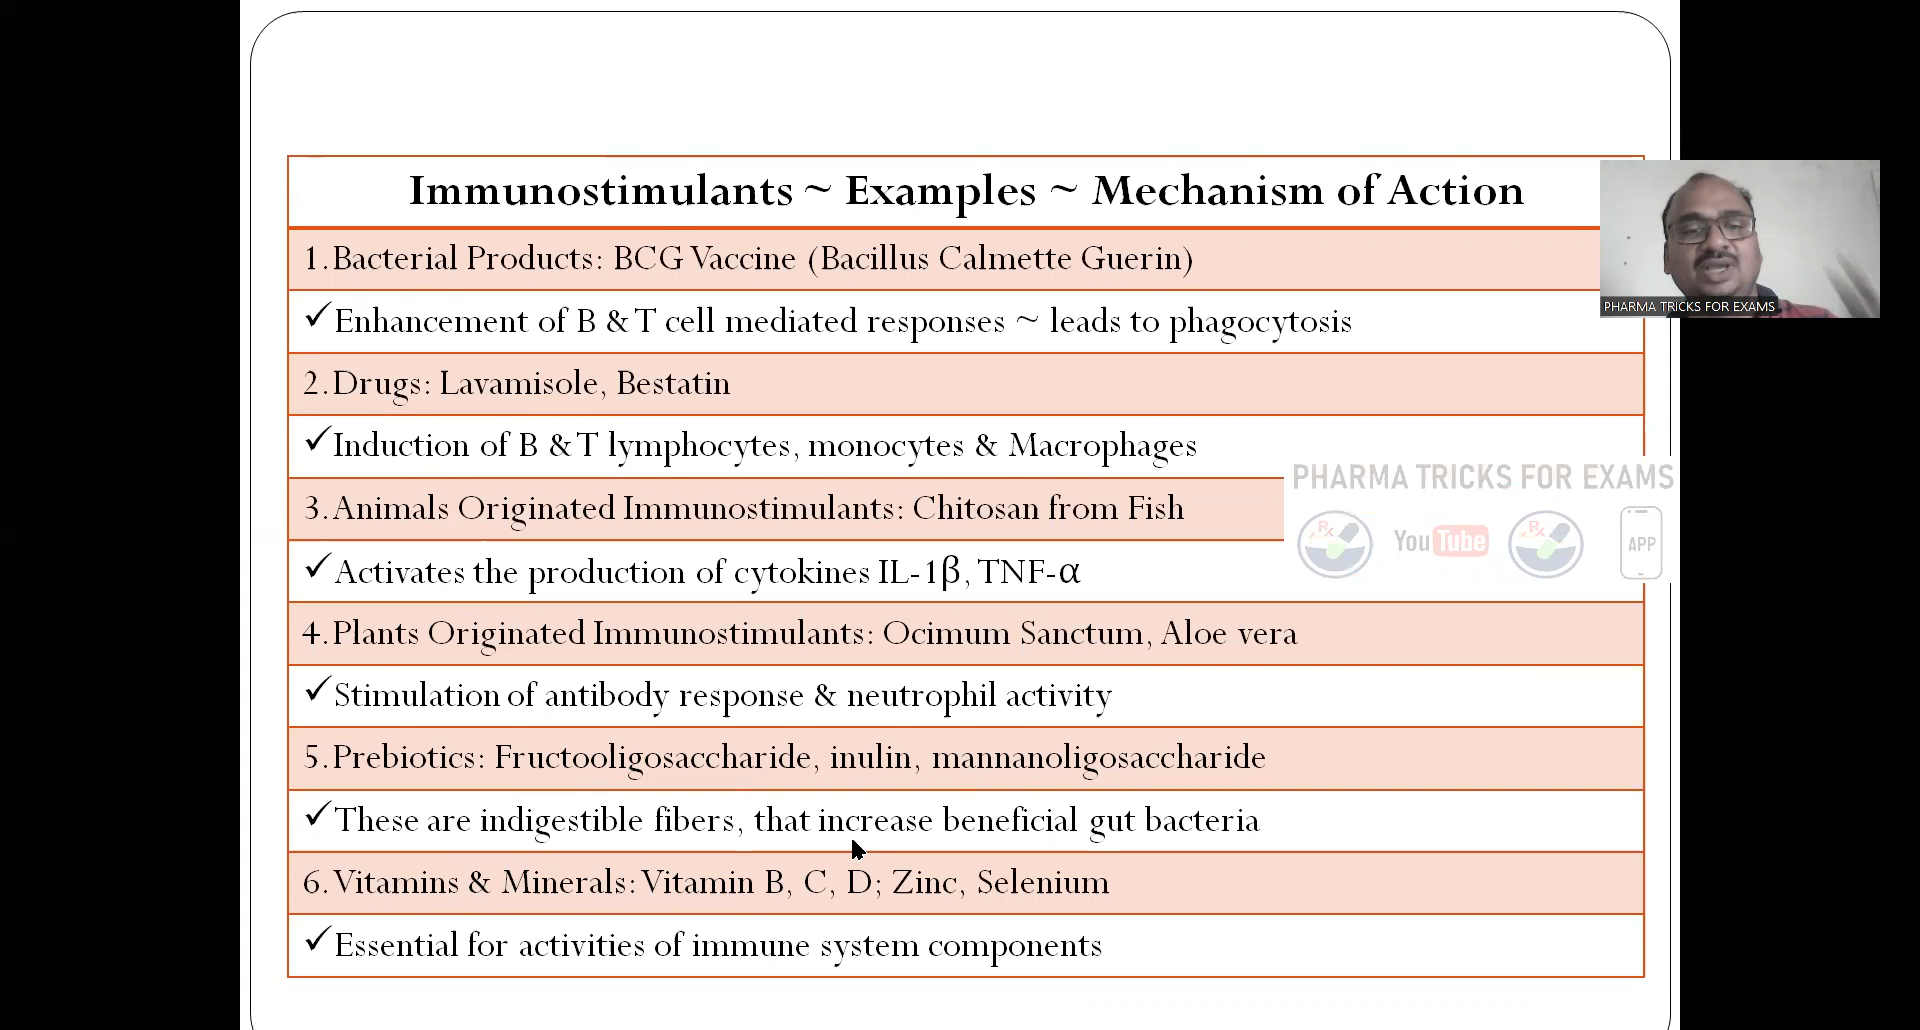 Immunostimulants ~ Examples ~ Mechanism of Action
1. Bacterial Products: BCG Vaccine (Bacillus Calmette Guerin)
✓ Enhancement of B & T cell mediated responses ~ leads to phagocytosis
2. Drugs: Lavamisole, Bestatin
✓ Induction of B & T lymphocytes, monocytes & Macrophages
3. Animals Originated Immunostimulants: Chitosan from Fish
✓ Activates the production of cytokines IL-1β, TNF-α
4. Plants Originated Immunostimulants: Ocimum Sanctum, Aloe vera
✓ Stimulation of antibody response & neutrophil activity
5. Prebiotics: Fructooligosaccharide, inulin, mannanoligosaccharide
✓ These are indigestible fibers, that increase beneficial gut bacteria
6. Vitamins & Minerals: Vitamin B, C, D; Zinc, Selenium
✓ Essential for activities of immune system components
PHARMA TRICKS FOR EXAMS
PHARMA TRICKS FOR EXAMS
Rx YouTube Rx APP